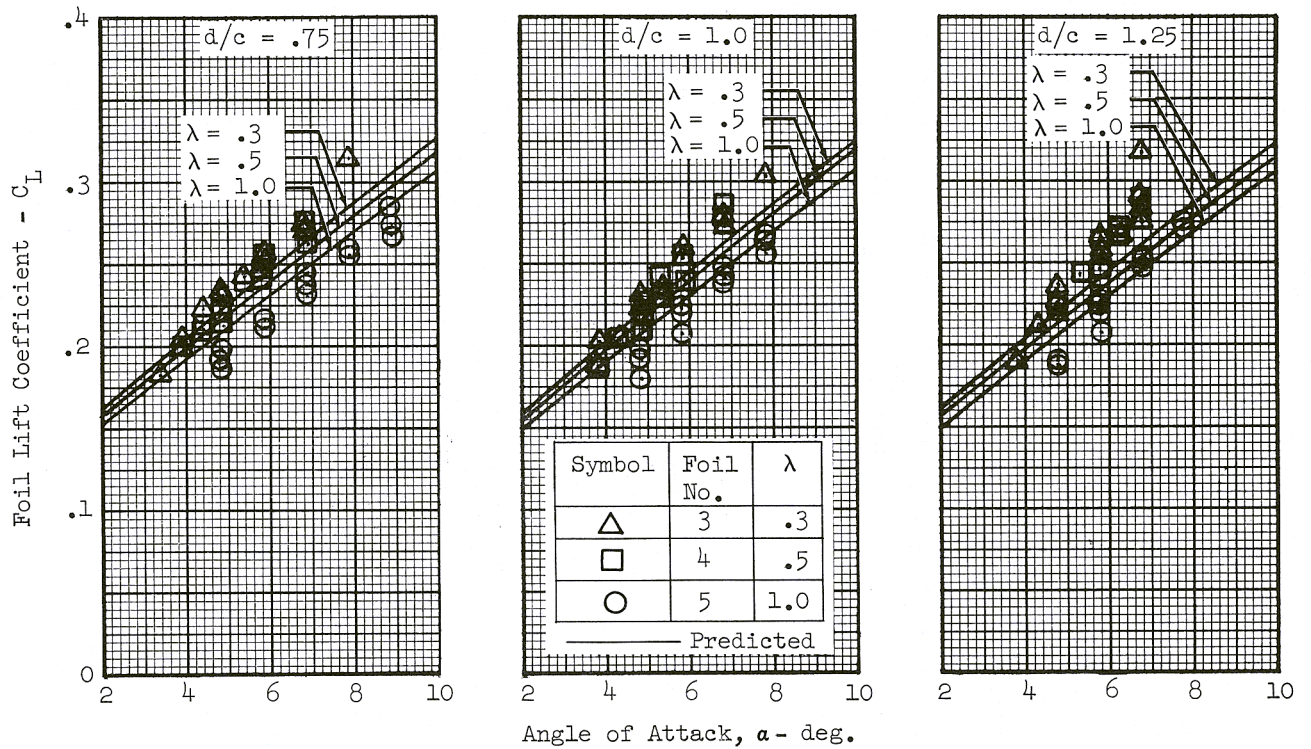 Foil Lift Coefficient - C_L
.4
.3
.2
.1
0
d/c = .75
λ = .3
λ = .5
λ = 1.0
2 4 6 8 10
d/c = 1.0
λ = .3
λ = .5
λ = 1.0
Symbol Foil No. λ
3 .3
4 .5
5 1.0
Predicted
2 4 6 8 10
d/c = 1.25
λ = .3
λ = .5
λ = 1.0
2 4 6 8 10
Angle of Attack, α - deg.